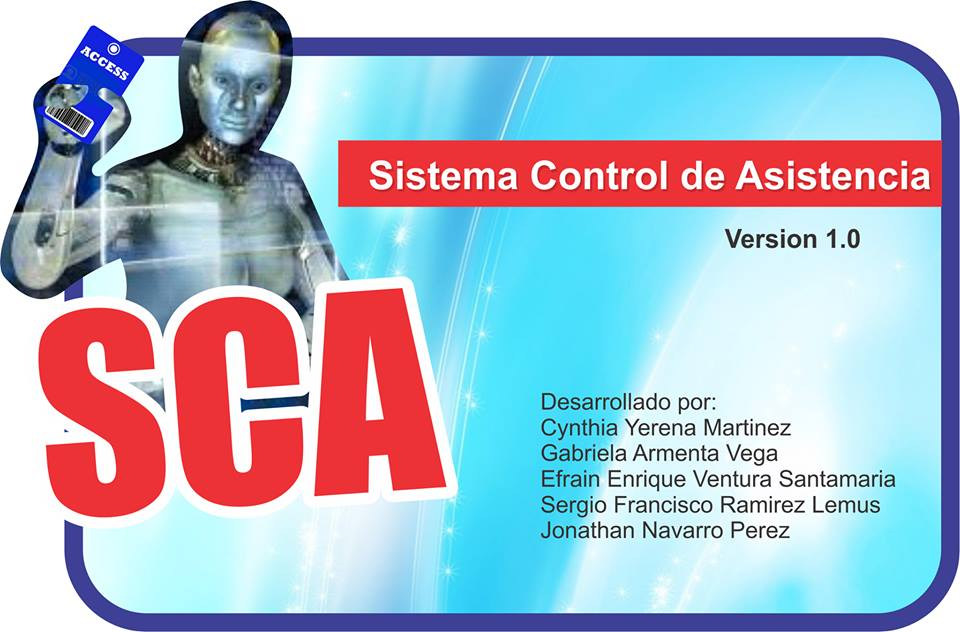 ACCESS
Sistema Control de Asistencia
Version 1.0
SCA
Desarrollado por:
Cynthia Yerena Martinez
Gabriela Armenta Vega
Efrain Enrique Ventura Santamaria
Sergio Francisco Ramirez Lemus
Jonathan Navarro Perez